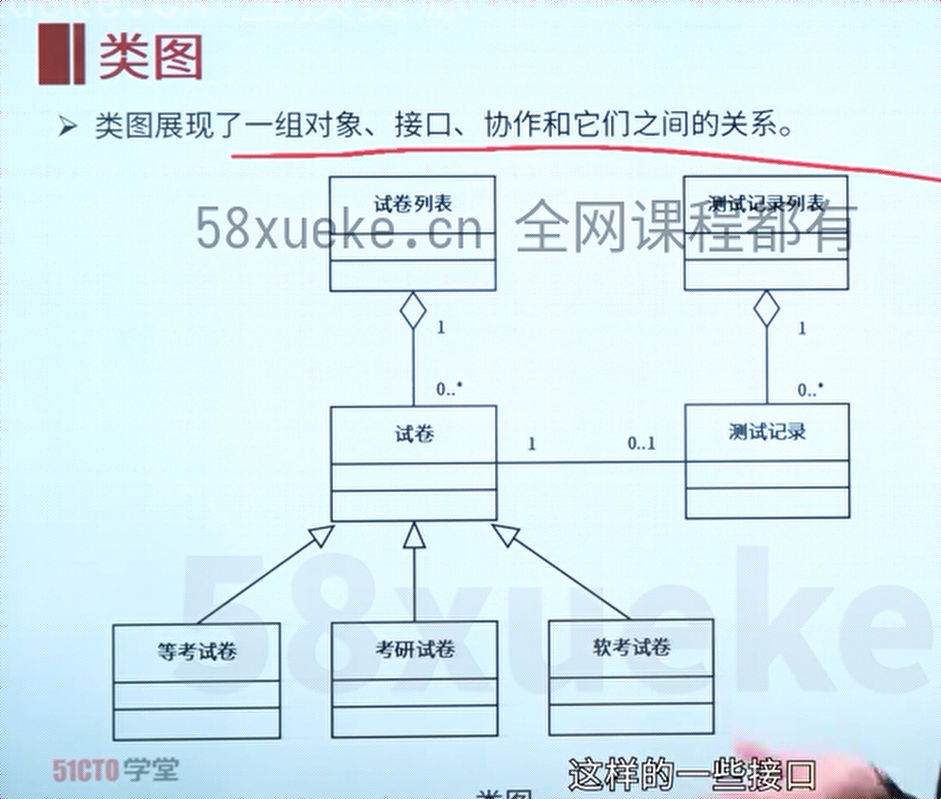 类图
➢ 类图展现了一组对象、接口、协作和它们之间的关系。
试卷列表
测试记录列表
58xueke.cn 全网课程都有
1
1
0..*
0..*
试卷
测试记录
1
0..1
58xueke
等考试卷
考研试卷
软考试卷
51CTO学堂
这样的一些接口
类图